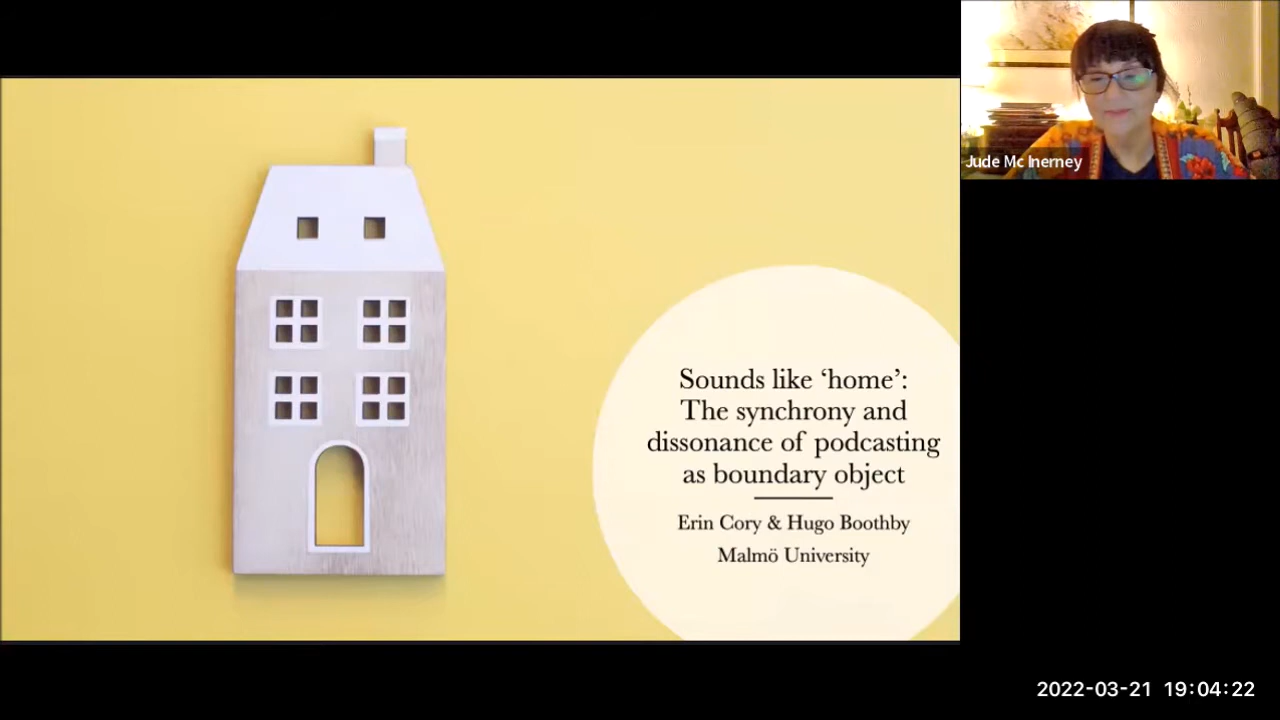 Sounds like ‘home’:
The synchrony and
dissonance of podcasting
as boundary object
Erin Cory & Hugo Boothby
Malmö University
Jude Mc Inerney
2022-03-21 19:04:22